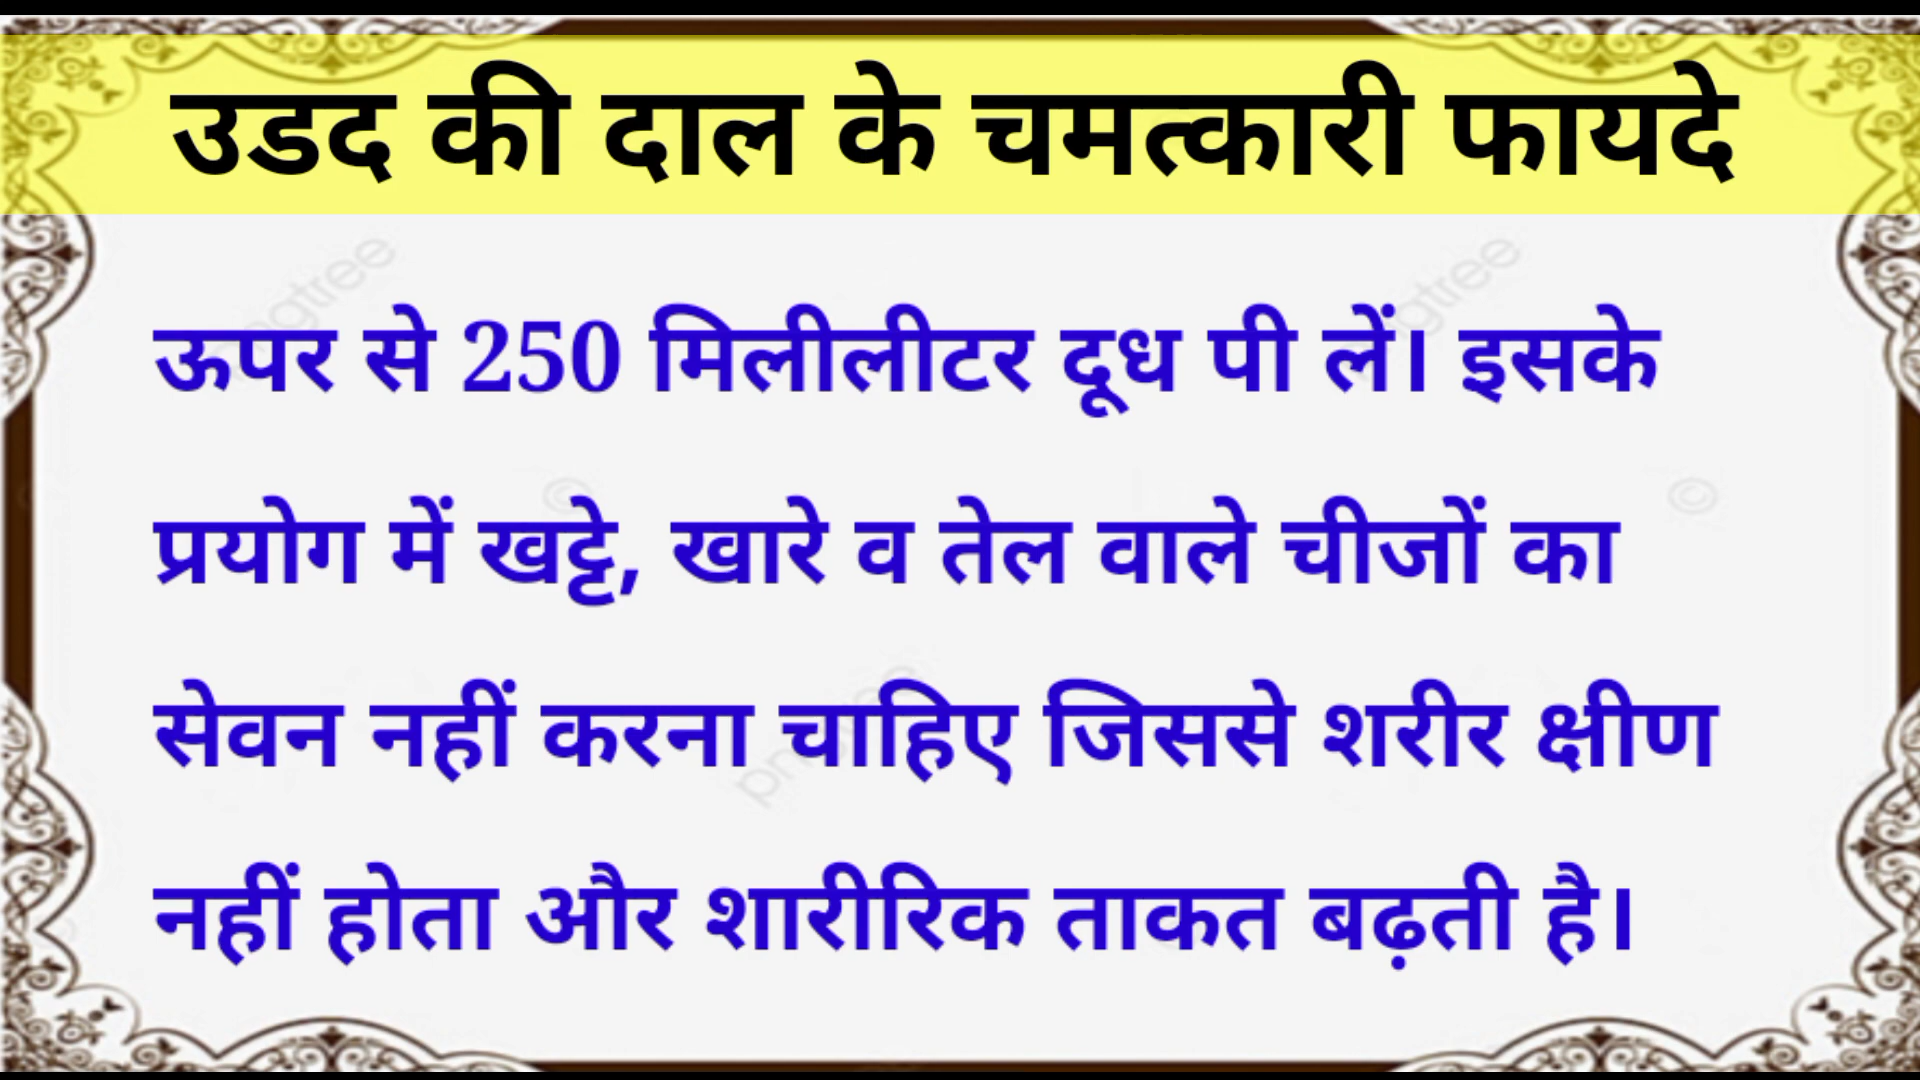 उडद की दाल के चमत्कारी फायदे
ऊपर से 250 मिलीलीटर दूध पी लें। इसके
प्रयोग में खट्टे, खारे व तेल वाले चीजों का
सेवन नहीं करना चाहिए जिससे शरीर क्षीण
नहीं होता और शारीरिक ताकत बढ़ती है।